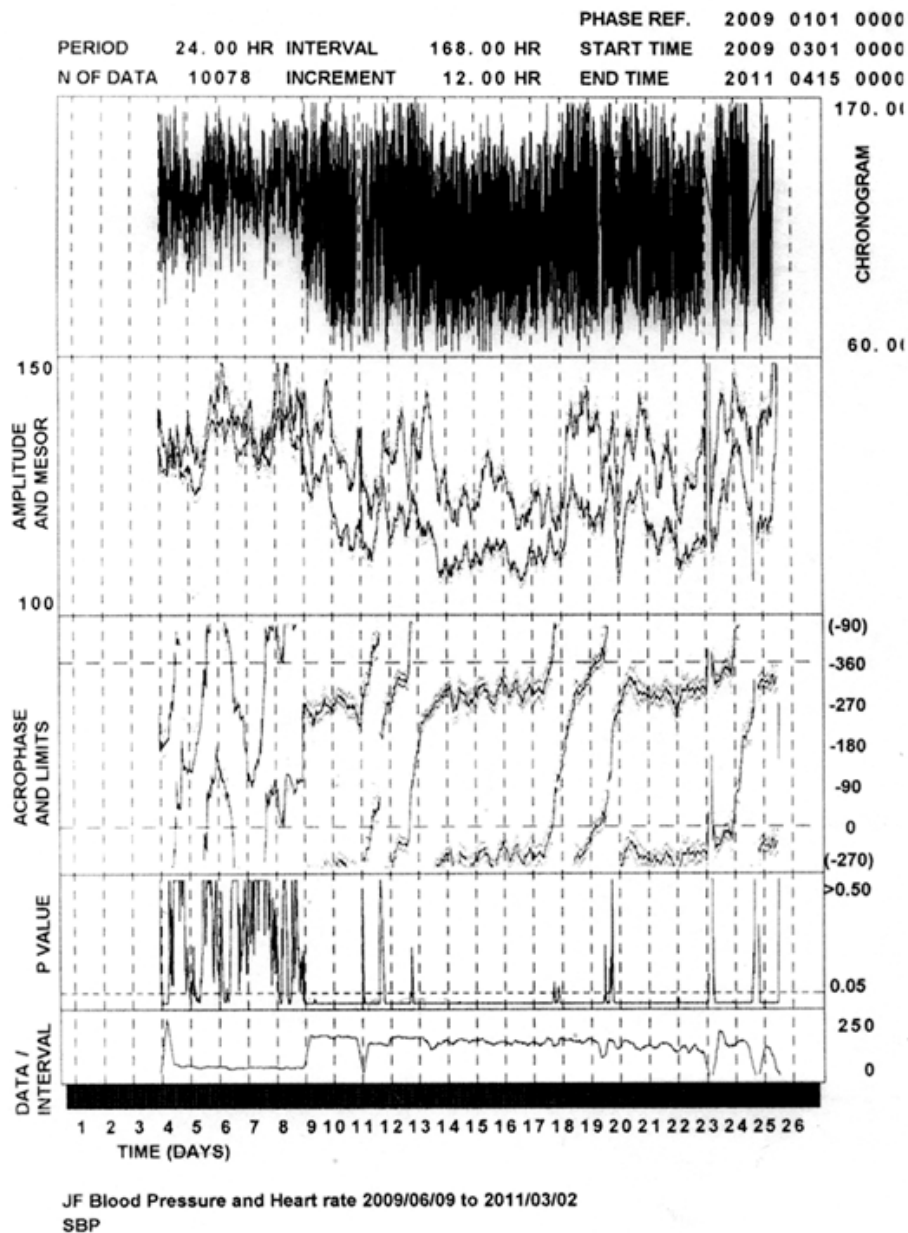 PHASE REF. 2009 0101 0000
PERIOD 24.00 HR INTERVAL 168.00 HR START TIME 2009 0301 0000
N OF DATA 10078 INCREMENT 12.00 HR END TIME 2011 0415 0000
170.00
CHRONOGRAM
60.00
150
AMPLITUDE
AND MESOR
100
(-90)
-360
-270
ACROPHASE
AND LIMITS
-180
-90
0
(-270)
>0.50
P VALUE
0.05
250
DATA /
INTERVAL
0
1 2 3 4 5 6 7 8 9 10 11 12 13 14 15 16 17 18 19 20 21 22 23 24 25 26
TIME (DAYS)
JF Blood Pressure and Heart rate 2009/06/09 to 2011/03/02
SBP